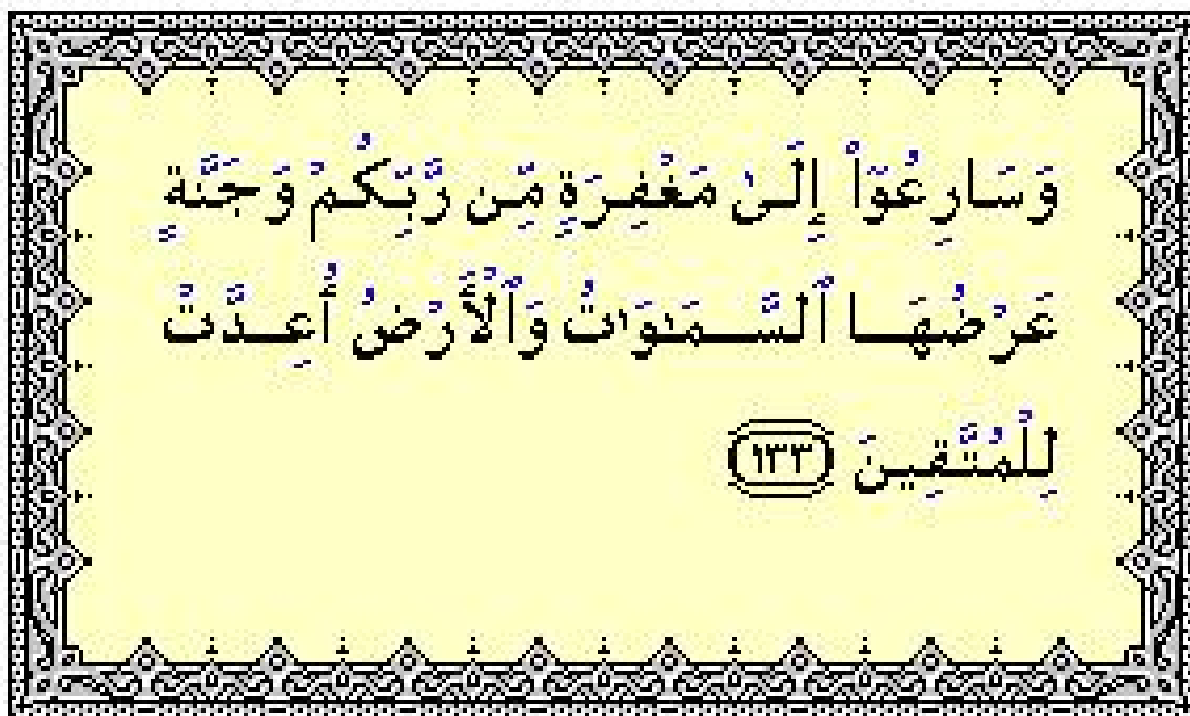 وَسَارِعُوٓاْ إِلَىٰ مَغْفِرَةٍ مِّن رَّبِّكُمْ وَجَنَّةٍ
عَرْضُهَا ٱلسَّمَٰوَٰتُ وَٱلْأَرْضُ أُعِدَّتْ
لِلْمُتَّقِينَ ١٣٣